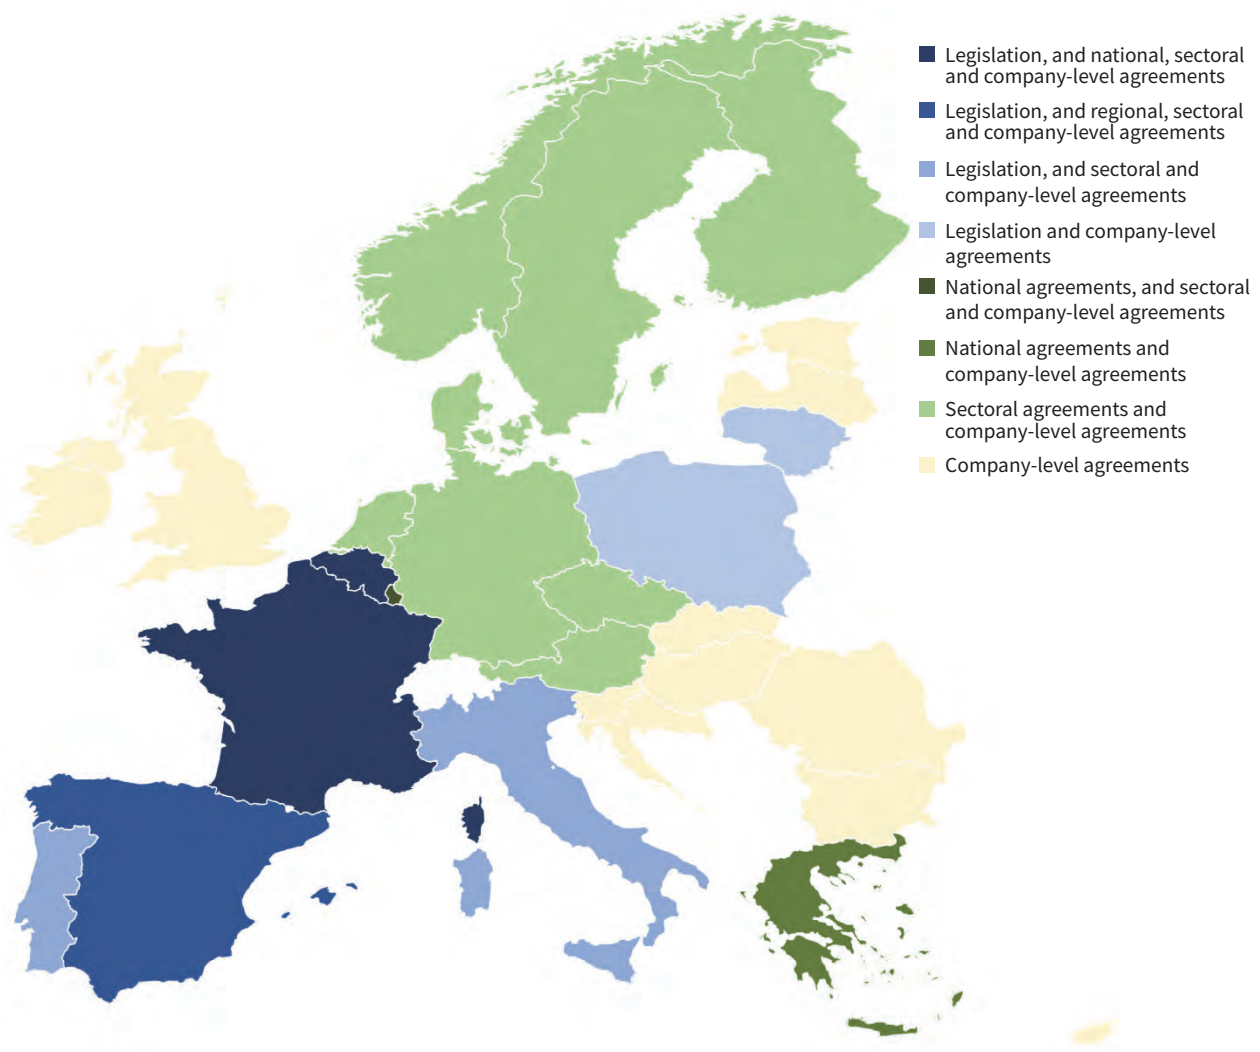 Legislation, and national, sectoral
and company-level agreements
Legislation, and regional, sectoral
and company-level agreements
Legislation, and sectoral and
company-level agreements
Legislation and company-level
agreements
National agreements, and sectoral
and company-level agreements
National agreements and
company-level agreements
Sectoral agreements and
company-level agreements
Company-level agreements